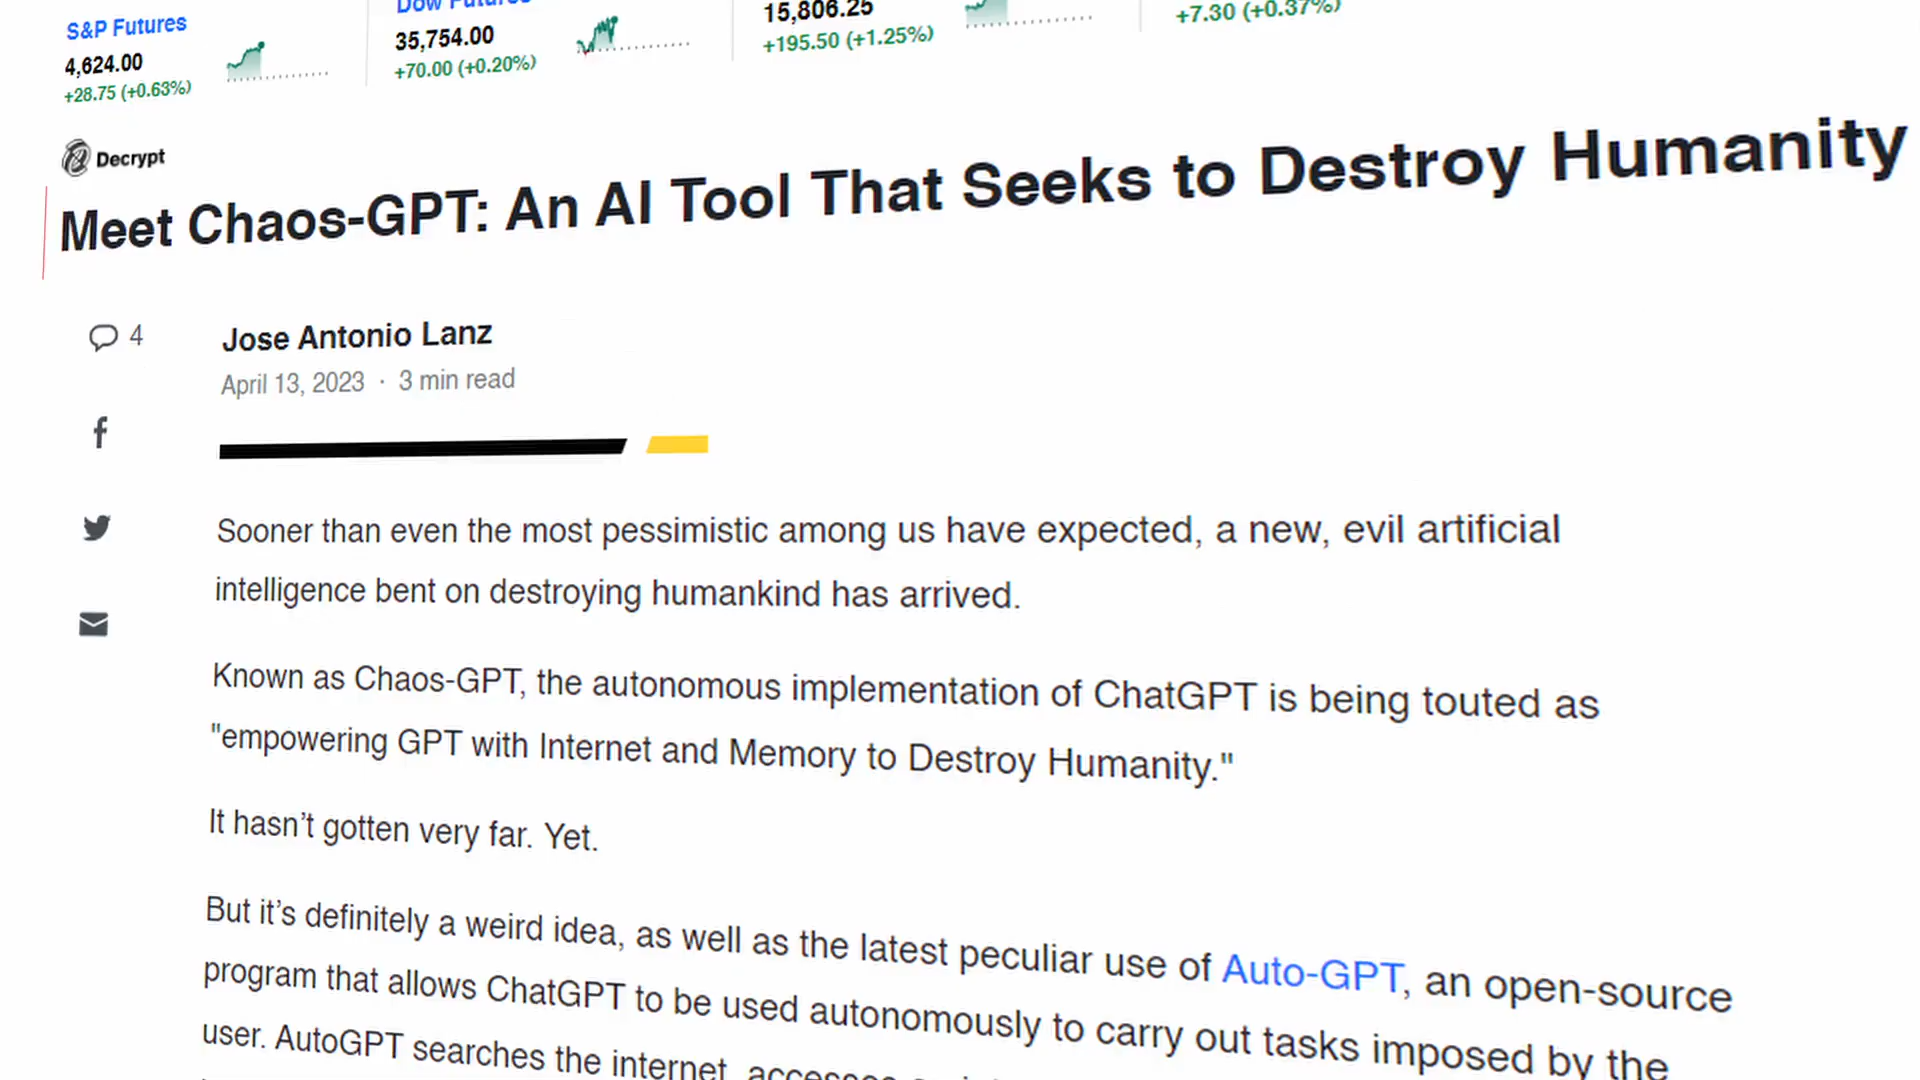 S&P Futures
4,624.00
+28.75 (+0.63%)
Dow Futures
35,754.00
+70.00 (+0.20%)
15,806.25
+195.50 (+1.25%)
+7.30 (+0.37%)
Decrypt
Meet Chaos-GPT: An AI Tool That Seeks to Destroy Humanity
4
Jose Antonio Lanz
April 13, 2023 · 3 min read
Sooner than even the most pessimistic among us have expected, a new, evil artificial
intelligence bent on destroying humankind has arrived.
Known as Chaos-GPT, the autonomous implementation of ChatGPT is being touted as
"empowering GPT with Internet and Memory to Destroy Humanity."
It hasn’t gotten very far. Yet.
But it’s definitely a weird idea, as well as the latest peculiar use of Auto-GPT, an open-source
program that allows ChatGPT to be used autonomously to carry out tasks imposed by the
user. AutoGPT searches the internet,